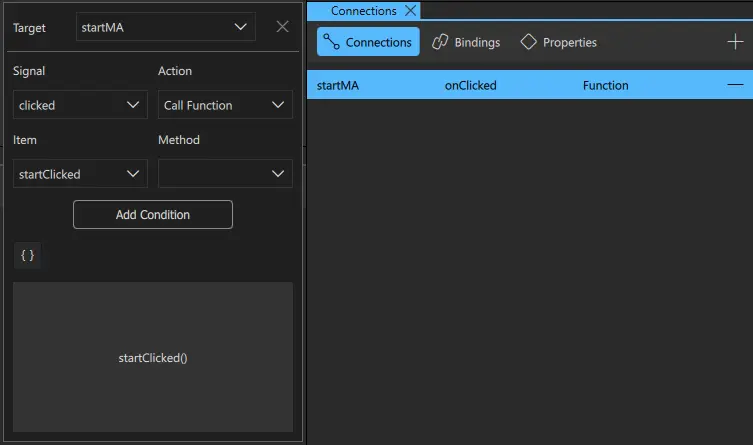 Target startMA
Signal Action
clicked Call Function
Item Method
startClicked
Add Condition
{ }
startClicked()
Connections
Connections Bindings Properties
startMA onClicked Function